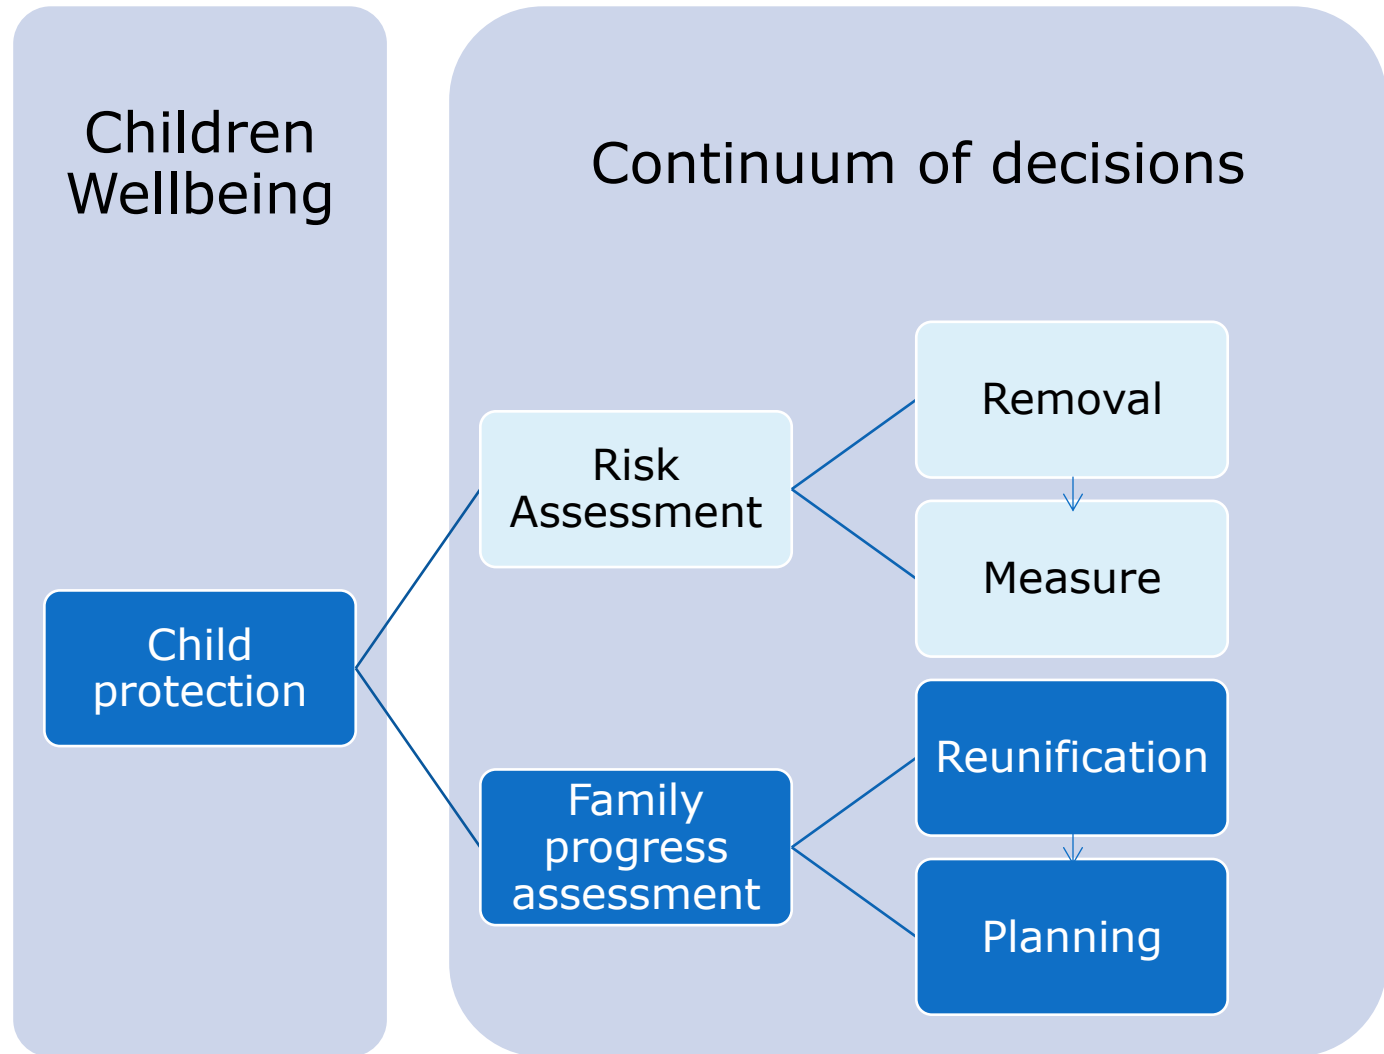 Children
Wellbeing
Continuum of decisions
Removal
Risk
Assessment
Measure
Child
protection
Reunification
Family
progress
assessment
Planning